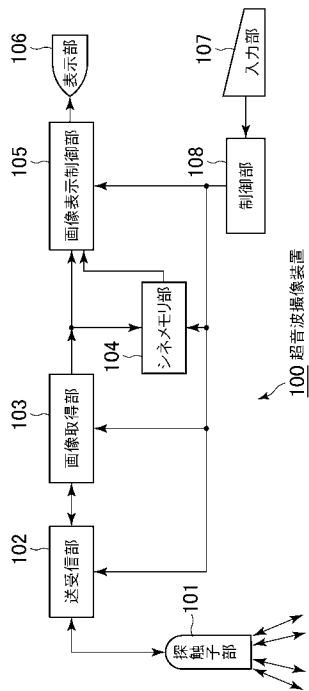 106
表示部
107
入力部
105
画像表示制御部
108
制御部
104
シネメモリ部
103
画像取得部
102
送受信部
101
探触子部
100 超音波撮像装置